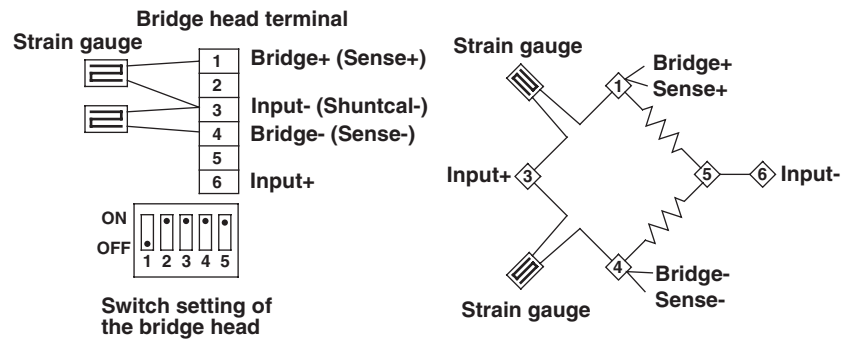 Bridge head terminal
Strain gauge
1 Bridge+ (Sense+)
2
3 Input- (Shuntcal-)
4 Bridge- (Sense-)
5
6 Input+
ON
OFF
1 2 3 4 5
Switch setting of
the bridge head
Strain gauge
Bridge+
1
Sense+
Input+ 3
5 6 Input-
4
Bridge-
Sense-
Strain gauge